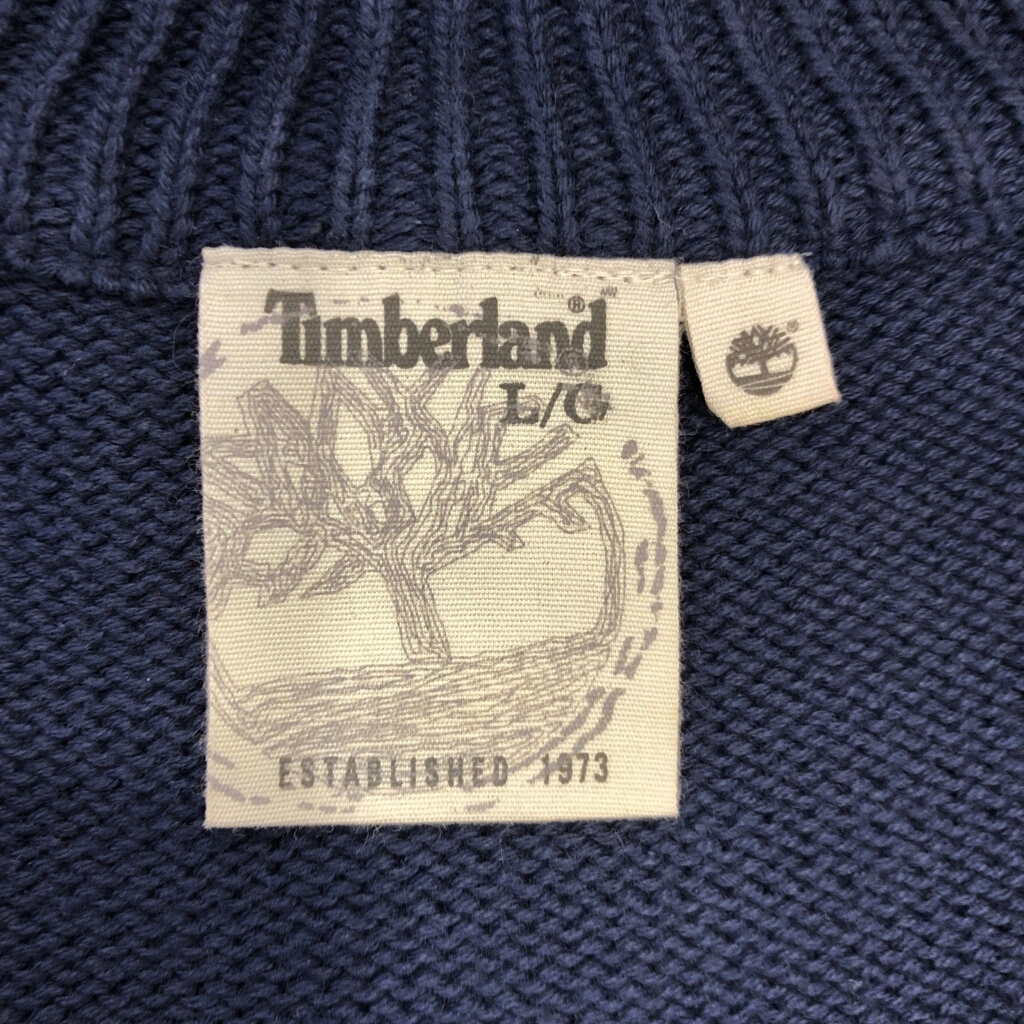 Timberland®
L/G
ESTABLISHED 1973
®